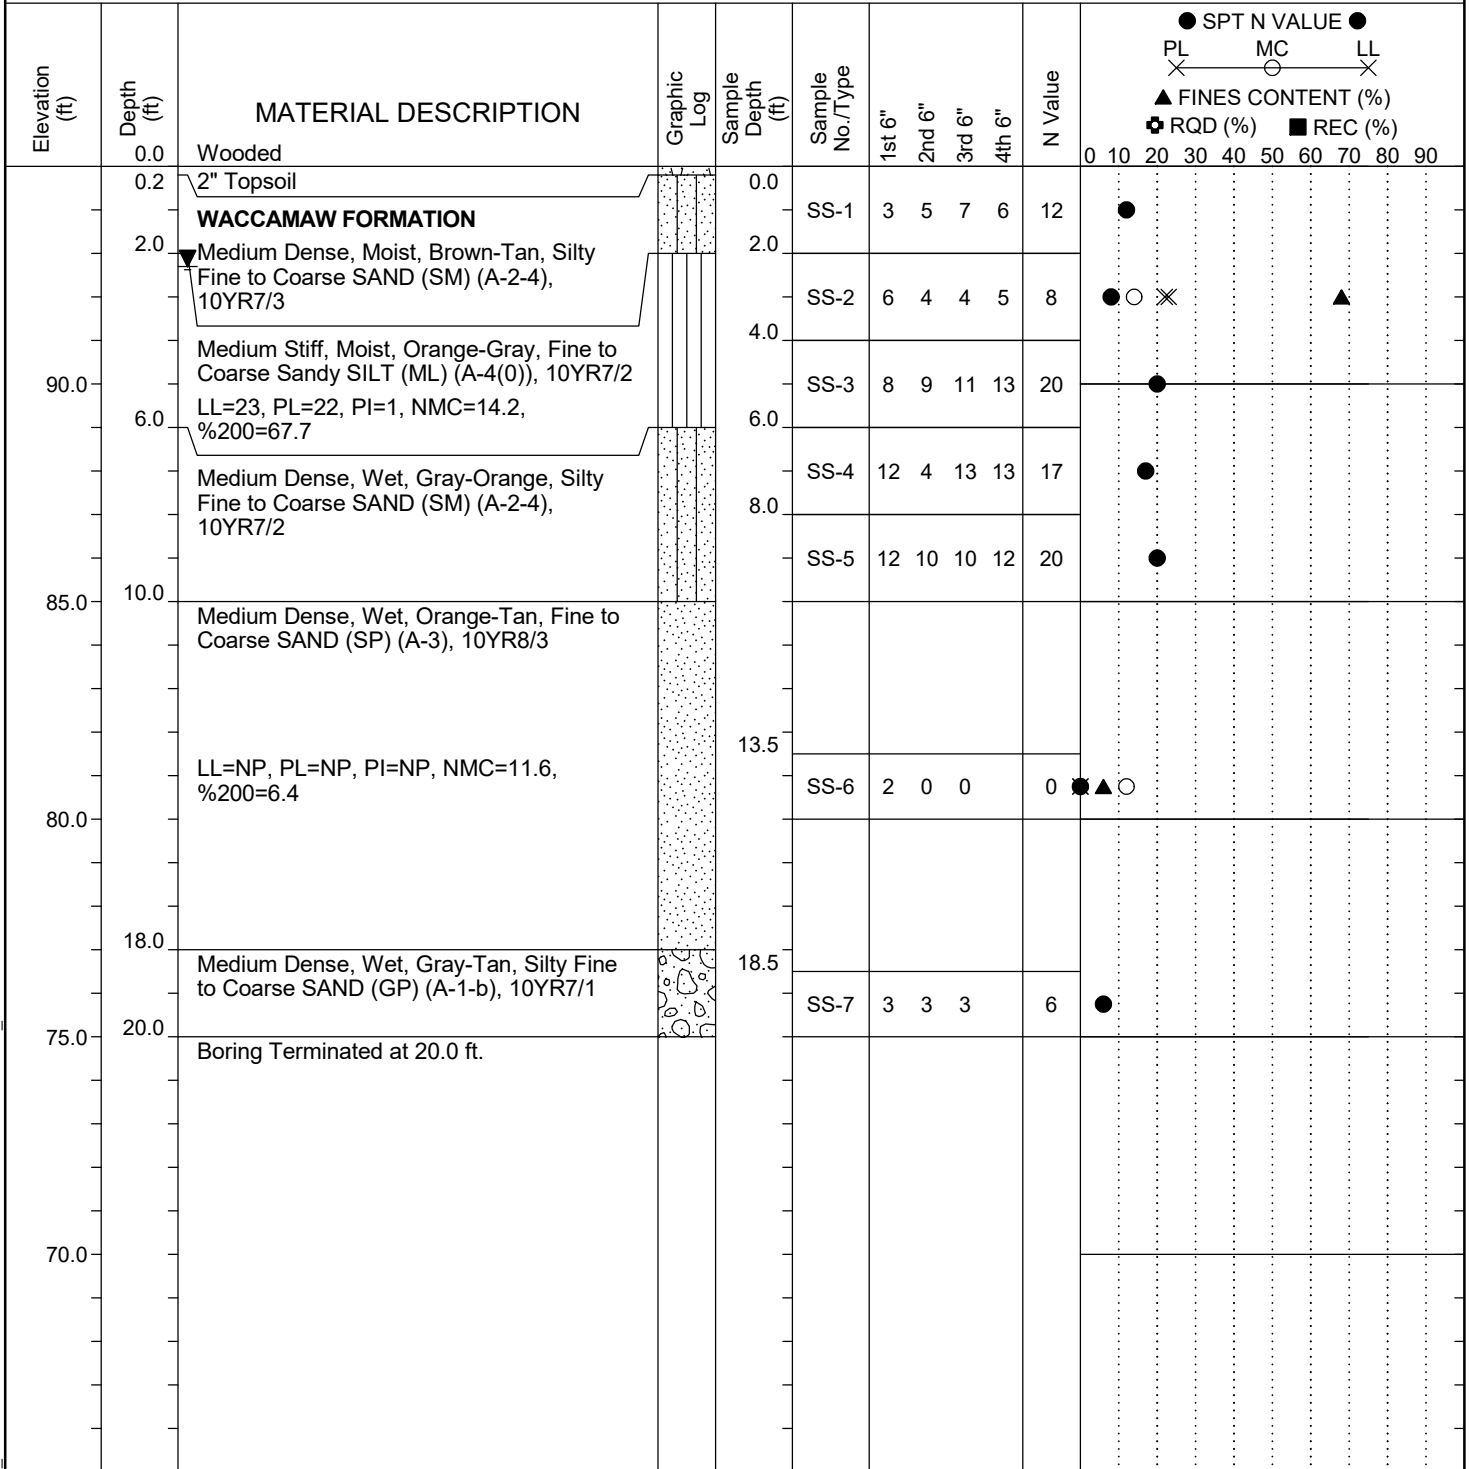 ● SPT N VALUE ●
PL MC LL
▲ FINES CONTENT (%)
RQD (%) ■ REC (%)
Elevation (ft)
Depth (ft)
MATERIAL DESCRIPTION
Graphic Log
Sample Depth (ft)
Sample No./Type
1st 6"
2nd 6"
3rd 6"
4th 6"
N Value
0 10 20 30 40 50 60 70 80 90
0.0 Wooded
0.2 2" Topsoil 0.0
WACCAMAW FORMATION SS-1 3 5 7 6 12
2.0 Medium Dense, Moist, Brown-Tan, Silty 2.0
Fine to Coarse SAND (SM) (A-2-4),
10YR7/3 SS-2 6 4 4 5 8
4.0
Medium Stiff, Moist, Orange-Gray, Fine to
90.0 Coarse Sandy SILT (ML) (A-4(0)), 10YR7/2 SS-3 8 9 11 13 20
LL=23, PL=22, PI=1, NMC=14.2,
6.0 %200=67.7 6.0
Medium Dense, Wet, Gray-Orange, Silty SS-4 12 4 13 13 17
Fine to Coarse SAND (SM) (A-2-4), 8.0
10YR7/2
SS-5 12 10 10 12 20
85.0 10.0
Medium Dense, Wet, Orange-Tan, Fine to
Coarse SAND (SP) (A-3), 10YR8/3
13.5
LL=NP, PL=NP, PI=NP, NMC=11.6,
%200=6.4 SS-6 2 0 0 0
80.0
18.0
Medium Dense, Wet, Gray-Tan, Silty Fine 18.5
to Coarse SAND (GP) (A-1-b), 10YR7/1
SS-7 3 3 3 6
75.0 20.0
Boring Terminated at 20.0 ft.
70.0